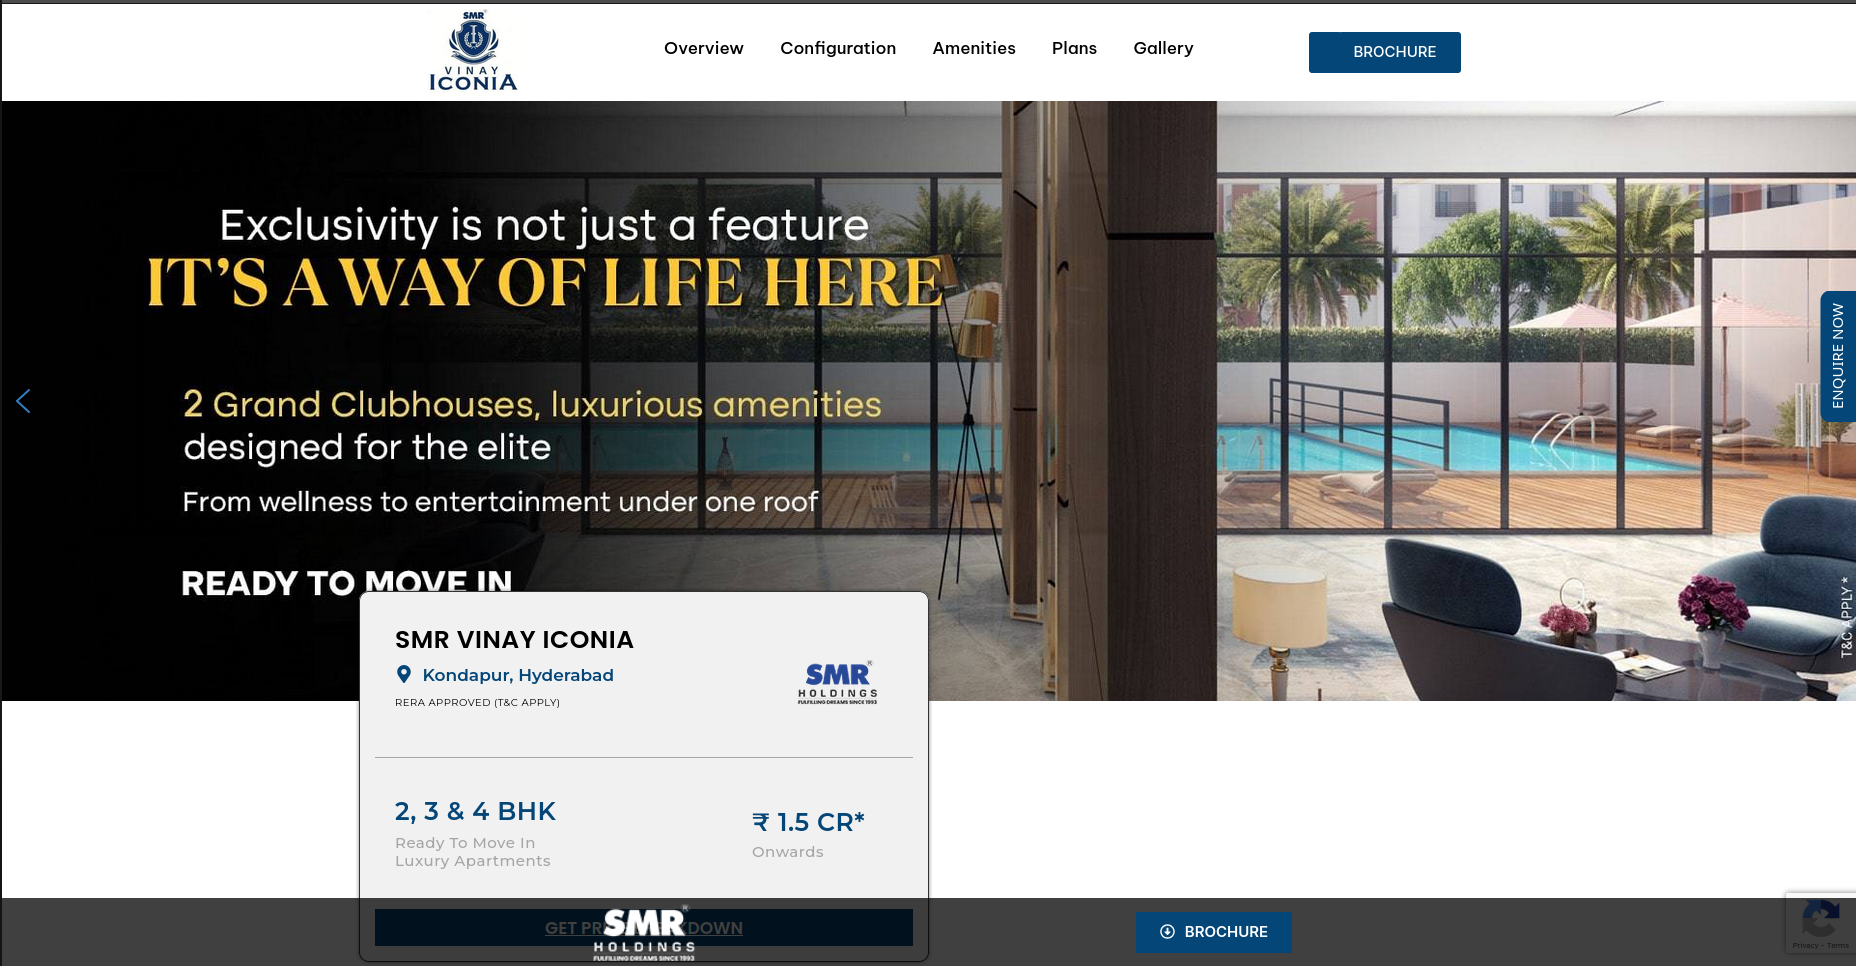 SMR
VINAY
ICONIA
Overview
Configuration
Amenities
Plans
Gallery
BROCHURE
Exclusivity is not just a feature
IT'S A WAY OF LIFE HERE
2 Grand Clubhouses, luxurious amenities
designed for the elite
From wellness to entertainment under one roof
READY TO MOVE IN
ENQUIRE NOW
T&C APPLY*
SMR VINAY ICONIA
Kondapur, Hyderabad
RERA APPROVED (T&C APPLY)
SMR
HOLDINGS
FULFILLING DREAMS SINCE 1993
2, 3 & 4 BHK
Ready To Move In
Luxury Apartments
₹ 1.5 CR*
Onwards
GET
SMR
HOLDINGS
FULFILLING DREAMS SINCE 1993
BROCHURE
Privacy - Terms